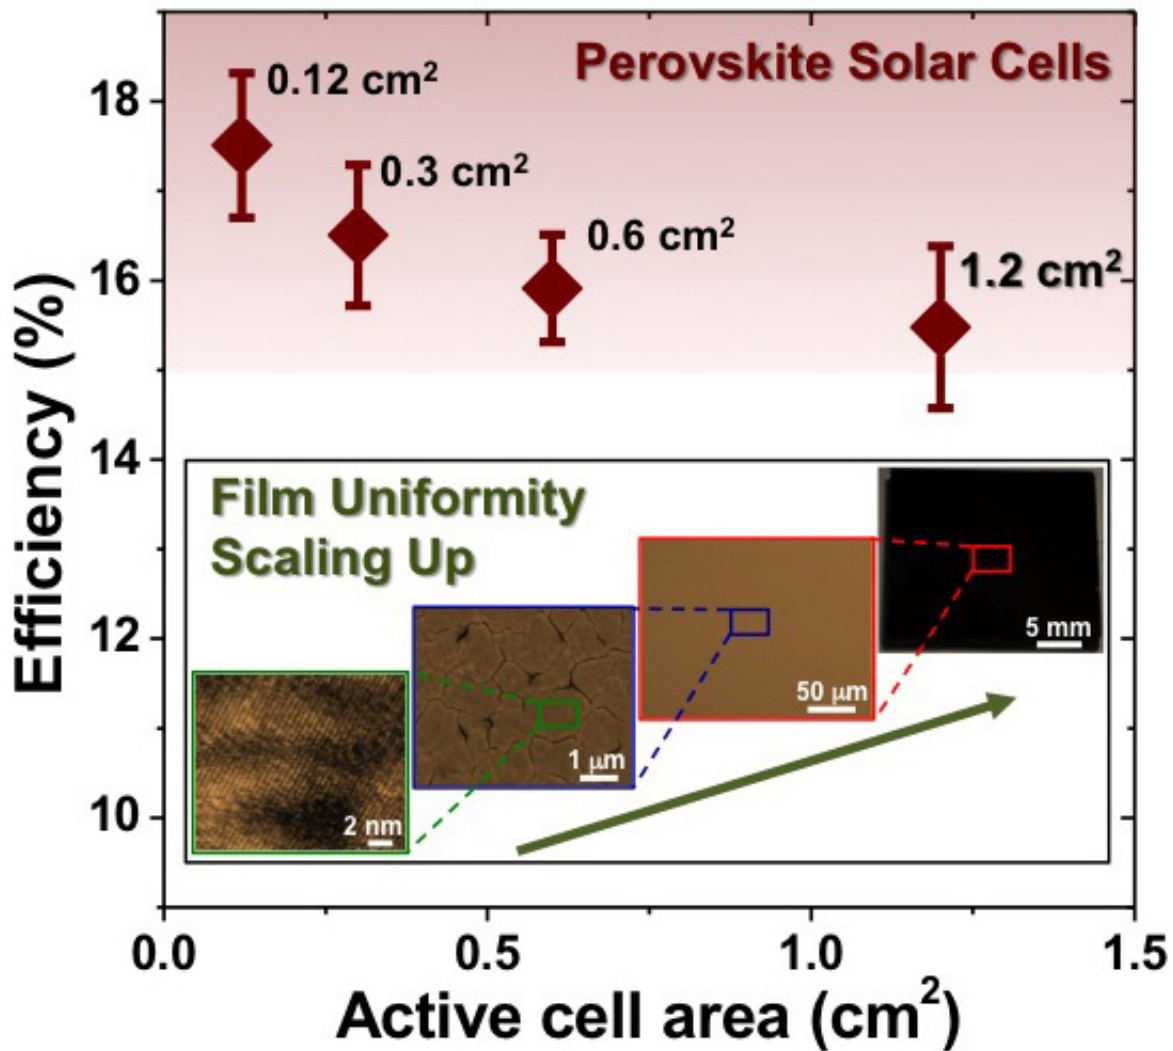 Perovskite Solar Cells
0.12 cm²
0.3 cm²
0.6 cm²
1.2 cm²
Efficiency (%)
18
16
14
12
10
Film Uniformity
Scaling Up
2 nm
1 μm
50 μm
5 mm
0.0
0.5
1.0
1.5
Active cell area (cm²)